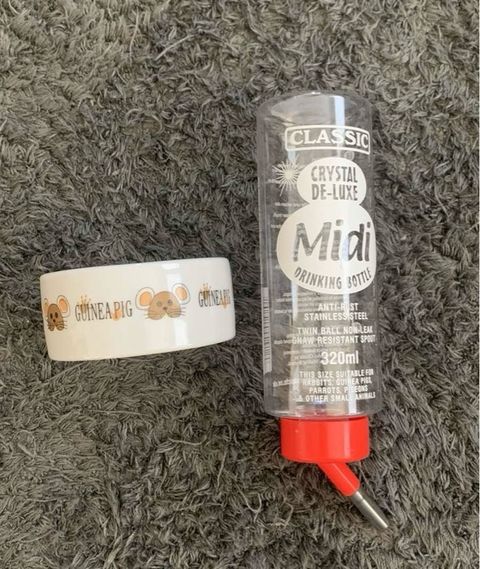 GUINEA PIG
GUINEA PIG
CLASSIC
CRYSTAL
DE-LUXE
Midi
DRINKING BOTTLE
ANTI-RUST
STAINLESS STEEL
TWIN BALL NON-LEAK
GNAW RESISTANT SPOUT
320ml
THIS SIZE SUITABLE FOR
RABBITS, GUINEA PIGS,
PARROTS, PIGEONS
& OTHER SMALL ANIMALS